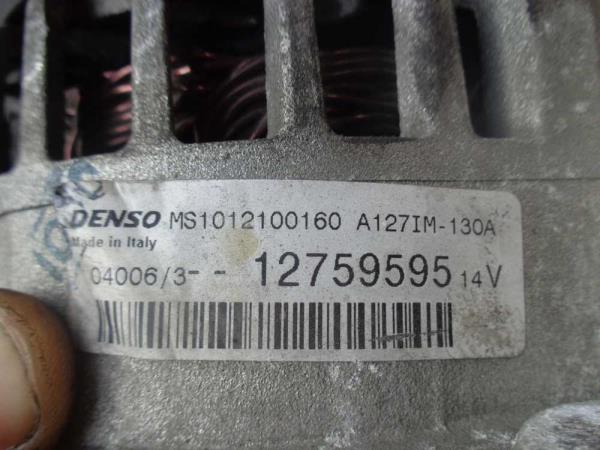 DENSO MS1012100160 A127IM-130A
Made in Italy
04006/3- - 12759595 14V